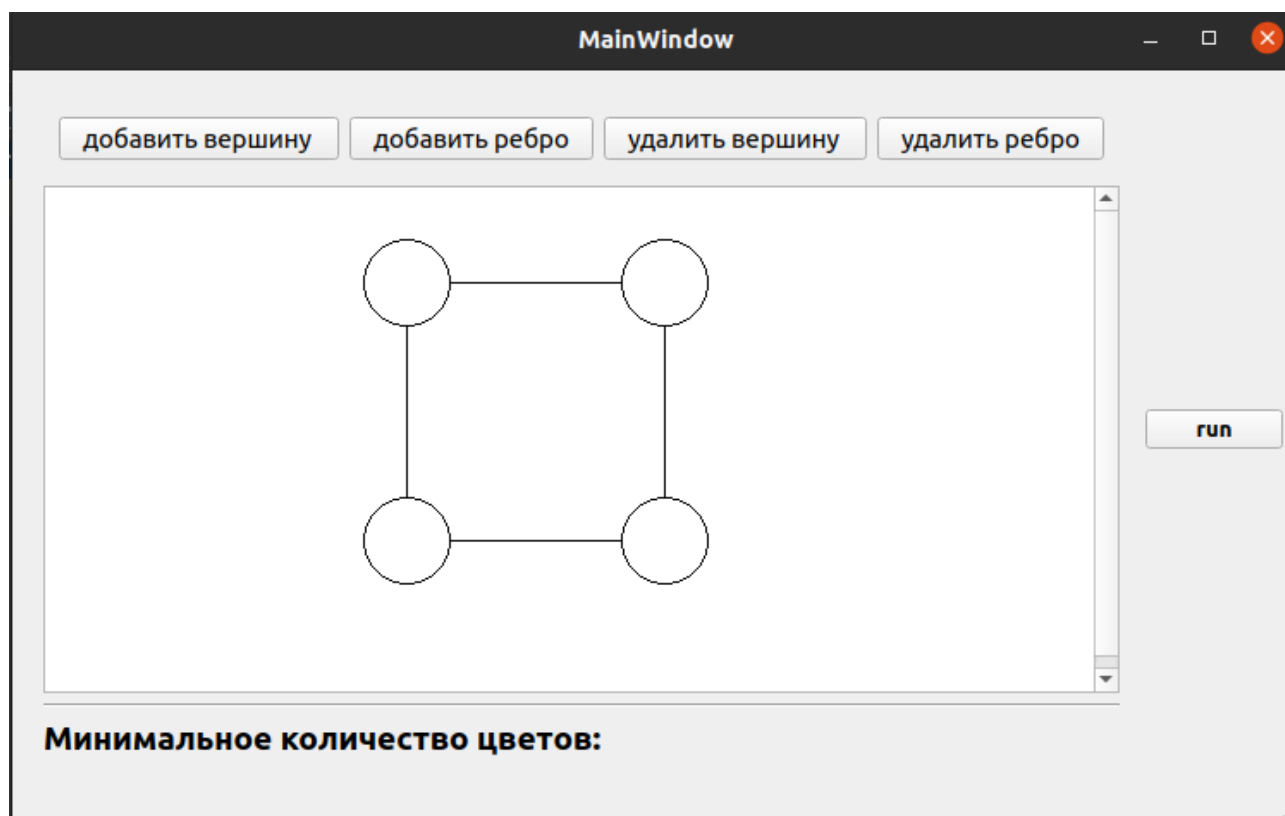 MainWindow
добавить вершину
добавить ребро
удалить вершину
удалить ребро
run
Минимальное количество цветов: